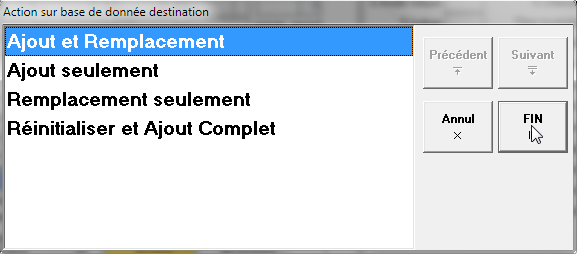 Action sur base de donnée destination
Ajout et Remplacement
Ajout seulement
Remplacement seulement
Réinitialiser et Ajout Complet
Précédent
Suivant
Annul
FIN